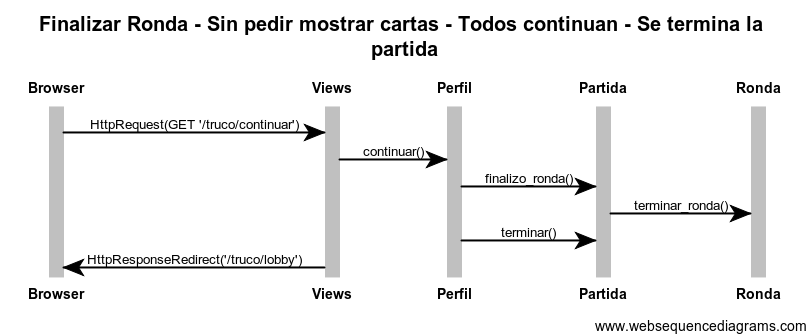 Finalizar Ronda - Sin pedir mostrar cartas - Todos continuan - Se termina la
partida
Browser Views Perfil Partida Ronda
HttpRequest(GET '/truco/continuar')
continuar()
finalizo_ronda()
terminar_ronda()
terminar()
HttpResponseRedirect('/truco/lobby')
Browser Views Perfil Partida Ronda
www.websequencediagrams.com